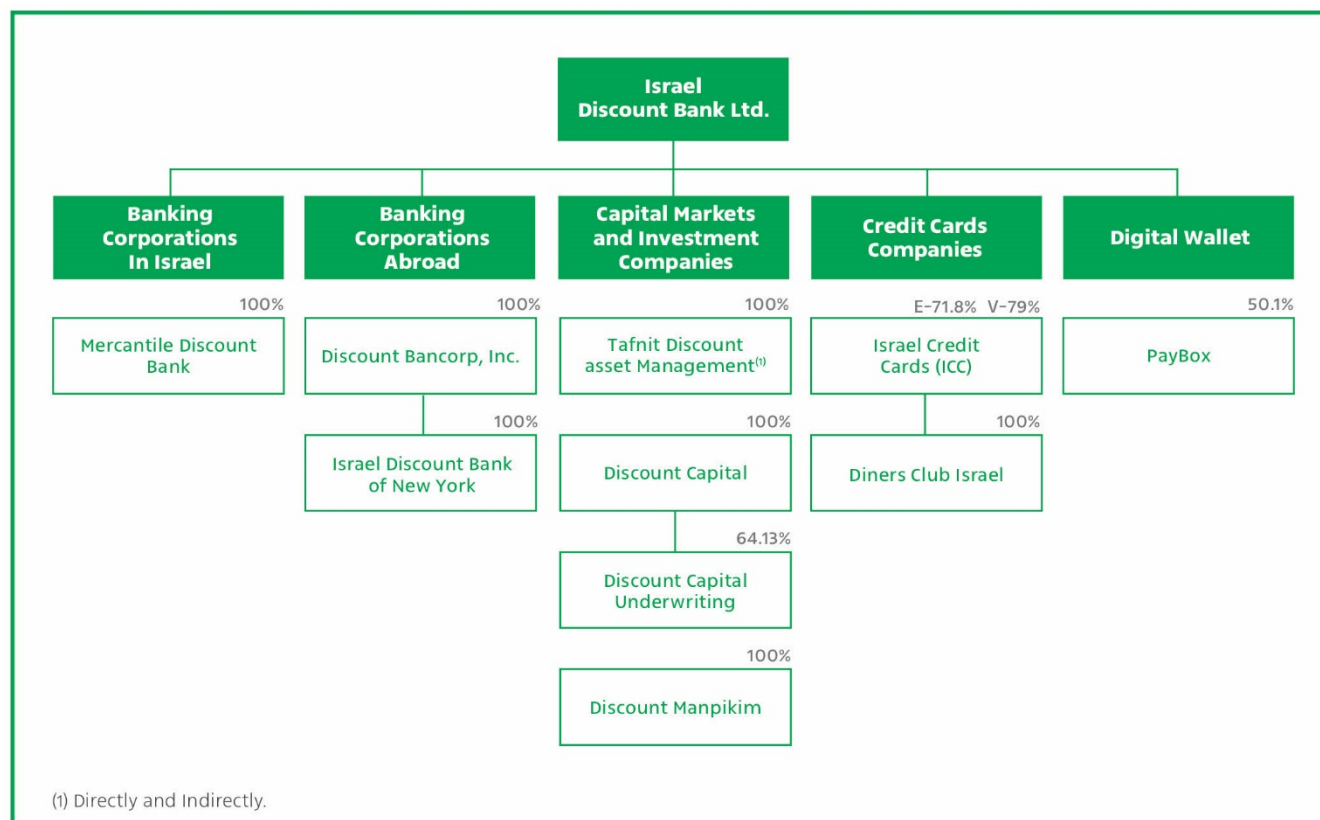 Israel
Discount Bank Ltd.
Banking
Corporations
In Israel
Banking
Corporations
Abroad
Capital Markets
and Investment
Companies
Credit Cards
Companies
Digital Wallet
100%
Mercantile Discount
Bank
100%
Discount Bancorp, Inc.
100%
Israel Discount Bank
of New York
100%
Tafnit Discount
asset Management(1)
100%
Discount Capital
64.13%
Discount Capital
Underwriting
100%
Discount Manpikim
E-71.8% V-79%
Israel Credit
Cards (ICC)
100%
Diners Club Israel
50.1%
PayBox
(1) Directly and Indirectly.